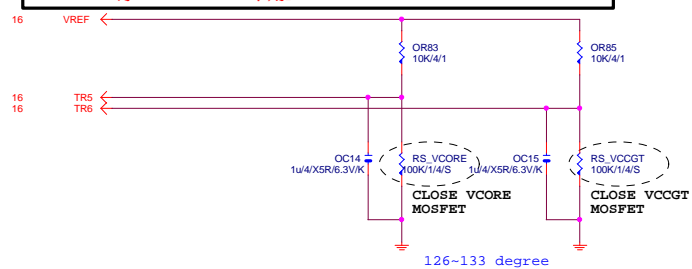 16 VREF
OR83
10K/4/1
OR85
10K/4/1
16 TR5
16 TR6
OC14
1u/4/X5R/6.3V/K
RS_VCORE
100K/1/4/S
OC15
1u/4/X5R/6.3V/K
RS_VCCGT
100K/1/4/S
CLOSE VCORE
MOSFET
CLOSE VCCGT
MOSFET
126~133 degree